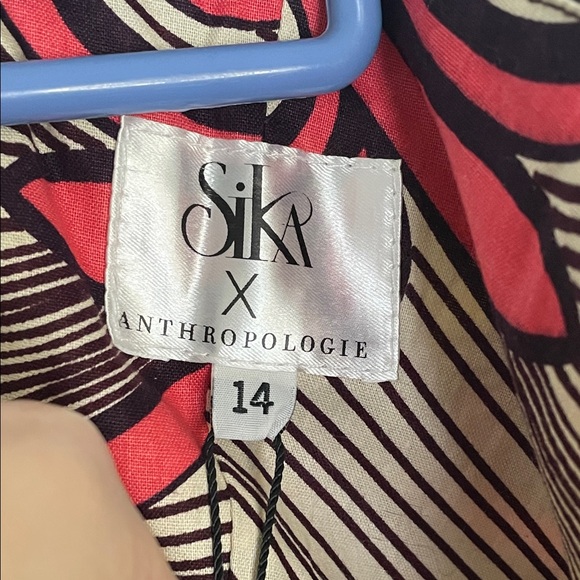 SiKA
X
ANTHROPOLOGIE
14